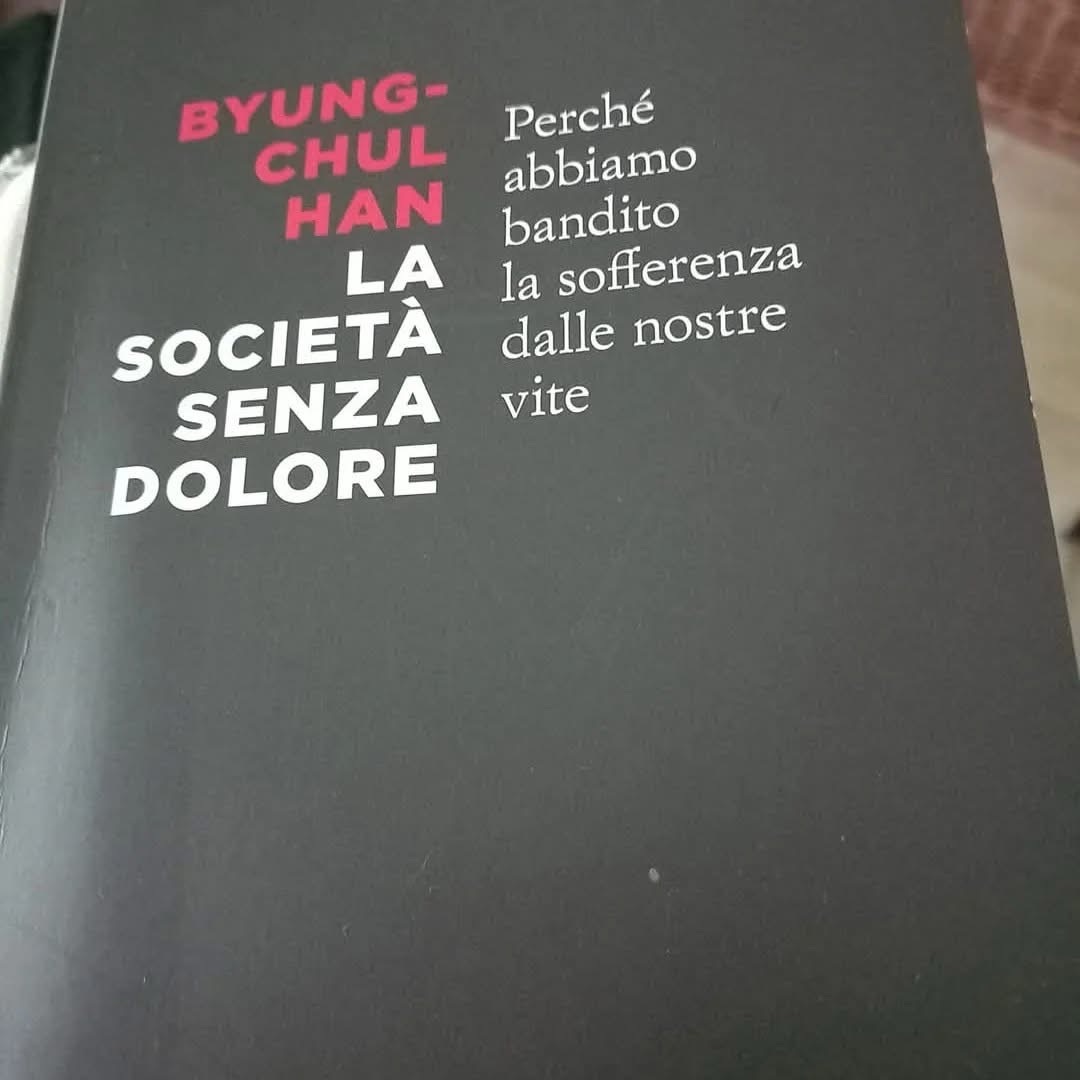 BYUNG-
CHUL
HAN
LA
SOCIETÀ
SENZA
DOLORE
Perché
abbiamo
bandito
la sofferenza
dalle nostre
vite